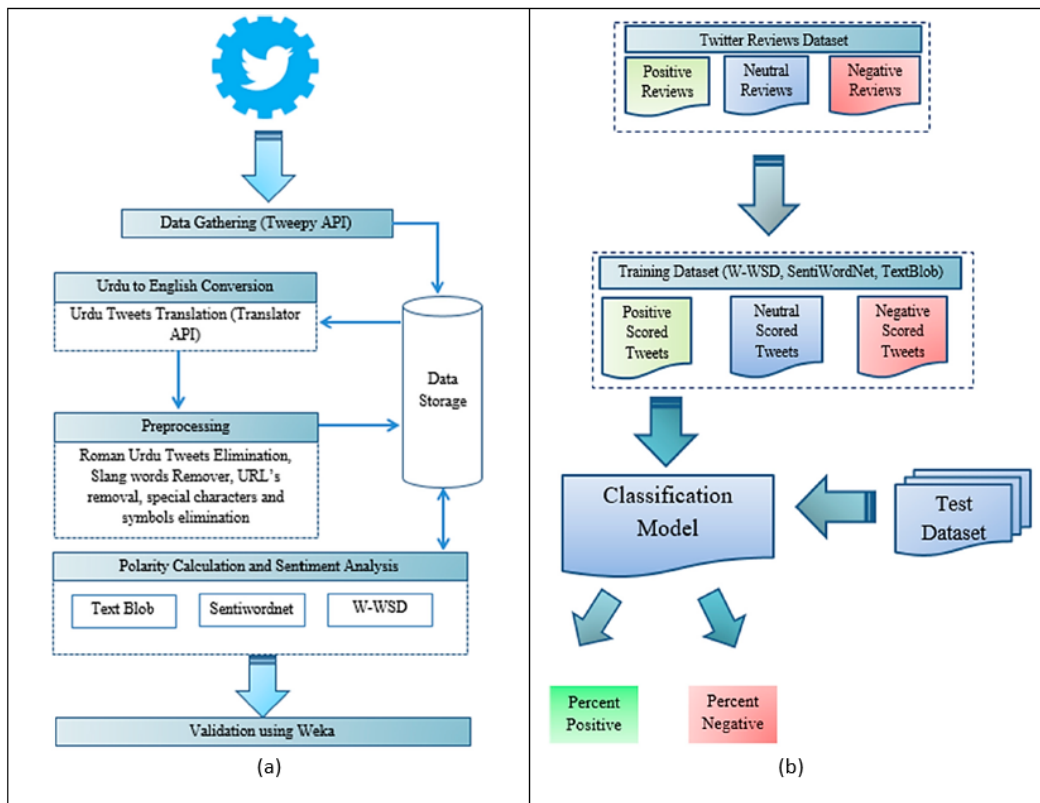 Data Gathering (Tweepy API)
Urdu to English Conversion
Urdu Tweets Translation (Translator
API)
Data
Storage
Preprocessing
Roman Urdu Tweets Elimination,
Slang words Remover, URL's
removal, special characters and
symbols elimination
Polarity Calculation and Sentiment Analysis
Text Blob
Sentiwordnet
W-WSD
Validation using Weka
(a)
Twitter Reviews Dataset
Positive
Reviews
Neutral
Reviews
Negative
Reviews
Training Dataset (W-WSD, SentiWordNet, TextBlob)
Positive
Scored
Tweets
Neutral
Scored
Tweets
Negative
Scored
Tweets
Classification
Model
Test
Dataset
Percent
Positive
Percent
Negative
(b)